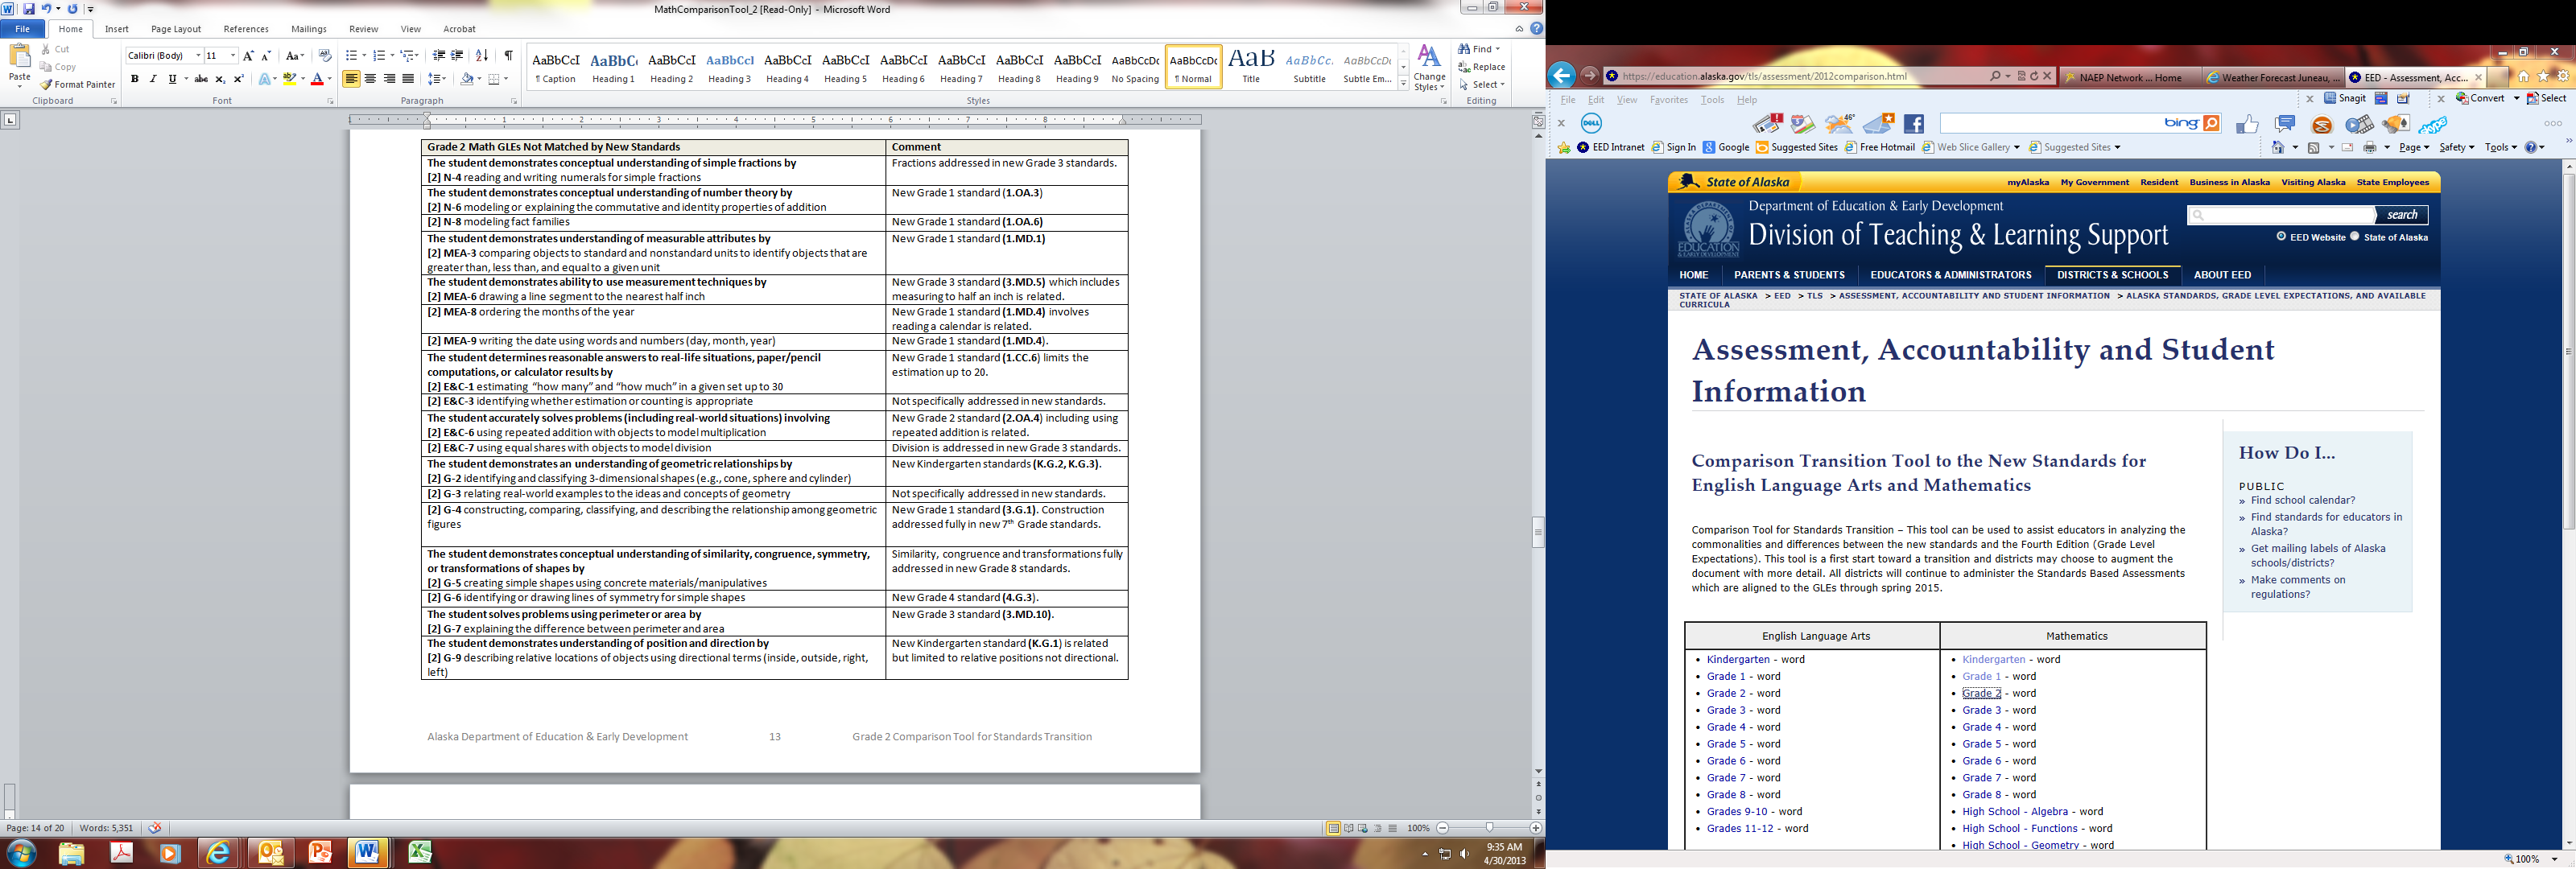 MathComparisonTool_2 [Read-Only] - Microsoft Word
File Home Insert Page Layout References Mailings Review View Acrobat
Cut
Copy
Format Painter
Paste
Calibri (Body) 11
Clipboard Font Paragraph Styles Editing
AaBbCcI AaBbCc AaBbCcI AaBbCcI AaBbCcI AaBbCcI AaBbCcI AaBbCcI AaBbCcI AaBbCcI AaBbCcDc AaBbCcDc AaB AaBbCc. AaBbCcDc
¶ Caption Heading 1 Heading 2 Heading 3 Heading 4 Heading 5 Heading 6 Heading 7 Heading 8 Heading 9 No Spacing ¶ Normal Title Subtitle Subtle Em...
Change Styles
Find
Replace
Select
Grade 2 Math GLEs Not Matched by New Standards Comment
The student demonstrates conceptual understanding of simple fractions by
[2] N-4 reading and writing numerals for simple fractions
Fractions addressed in new Grade 3 standards.
The student demonstrates conceptual understanding of number theory by
[2] N-6 modeling or explaining the commutative and identity properties of addition
New Grade 1 standard (1.OA.3)
[2] N-8 modeling fact families
New Grade 1 standard (1.OA.6)
The student demonstrates understanding of measurable attributes by
[2] MEA-3 comparing objects to standard and nonstandard units to identify objects that are
greater than, less than, and equal to a given unit
New Grade 1 standard (1.MD.1)
The student demonstrates ability to use measurement techniques by
[2] MEA-6 drawing a line segment to the nearest half inch
New Grade 3 standard (3.MD.5) which includes
measuring to half an inch is related.
[2] MEA-8 ordering the months of the year
New Grade 1 standard (1.MD.4) involves
reading a calendar is related.
[2] MEA-9 writing the date using words and numbers (day, month, year)
New Grade 1 standard (1.MD.4).
The student determines reasonable answers to real-life situations, paper/pencil
computations, or calculator results by
[2] E&C-1 estimating "how many" and "how much" in a given set up to 30
New Grade 1 standard (1.CC.6) limits the
estimation up to 20.
[2] E&C-3 identifying whether estimation or counting is appropriate
Not specifically addressed in new standards.
The student accurately solves problems (including real-world situations) involving
[2] E&C-6 using repeated addition with objects to model multiplication
New Grade 2 standard (2.OA.4) including using
repeated addition is related.
[2] E&C-7 using equal shares with objects to model division
Division is addressed in new Grade 3 standards.
The student demonstrates an understanding of geometric relationships by
[2] G-2 identifying and classifying 3-dimensional shapes (e.g., cone, sphere and cylinder)
New Kindergarten standards (K.G.2, K.G.3).
[2] G-3 relating real-world examples to the ideas and concepts of geometry
Not specifically addressed in new standards.
[2] G-4 constructing, comparing, classifying, and describing the relationship among geometric
figures
New Grade 1 standard (3.G.1). Construction
addressed fully in new 7th Grade standards.
The student demonstrates conceptual understanding of similarity, congruence, symmetry,
or transformations of shapes by
[2] G-5 creating simple shapes using concrete materials/manipulatives
Similarity, congruence and transformations fully
addressed in new Grade 8 standards.
[2] G-6 identifying or drawing lines of symmetry for simple shapes
New Grade 4 standard (4.G.3).
The student solves problems using perimeter or area by
[2] G-7 explaining the difference between perimeter and area
New Grade 3 standard (3.MD.10).
The student demonstrates understanding of position and direction by
[2] G-9 describing relative locations of objects using directional terms (inside, outside, right,
left)
New Kindergarten standard (K.G.1) is related
but limited to relative positions not directional.
Alaska Department of Education & Early Development 13 Grade 2 Comparison Tool for Standards Transition
Page: 14 of 20 Words: 5,351 100%
9:35 AM
4/30/2013
https://education.alaska.gov/tls/assessment/2012comparison.html
NAEP Network ... Home Weather Forecast Juneau, ... EED - Assessment, Acc...
File Edit View Favorites Tools Help
Snagit Convert Select
DELL 46° bing
EED Intranet Sign In Google Suggested Sites Free Hotmail Web Slice Gallery Suggested Sites
Page Safety Tools
State of Alaska
myAlaska My Government Resident Business in Alaska Visiting Alaska State Employees
Department of Education & Early Development
Division of Teaching & Learning Support
EDUCATION
& EARLY DEVELOPMENT
search
EED Website State of Alaska
HOME PARENTS & STUDENTS EDUCATORS & ADMINISTRATORS DISTRICTS & SCHOOLS ABOUT EED
STATE OF ALASKA > EED > TLS > ASSESSMENT, ACCOUNTABILITY AND STUDENT INFORMATION > ALASKA STANDARDS, GRADE LEVEL EXPECTATIONS, AND AVAILABLE
CURRICULA
Assessment, Accountability and Student
Information
Comparison Transition Tool to the New Standards for
English Language Arts and Mathematics
Comparison Tool for Standards Transition – This tool can be used to assist educators in analyzing the
commonalities and differences between the new standards and the Fourth Edition (Grade Level
Expectations). This tool is a first start toward a transition and districts may choose to augment the
document with more detail. All districts will continue to administer the Standards Based Assessments
which are aligned to the GLEs through spring 2015.
How Do I...
PUBLIC
» Find school calendar?
» Find standards for educators in
Alaska?
» Get mailing labels of Alaska
schools/districts?
» Make comments on
regulations?
English Language Arts
• Kindergarten - word
• Grade 1 - word
• Grade 2 - word
• Grade 3 - word
• Grade 4 - word
• Grade 5 - word
• Grade 6 - word
• Grade 7 - word
• Grade 8 - word
• Grades 9-10 - word
• Grades 11-12 - word
Mathematics
• Kindergarten - word
• Grade 1 - word
• Grade 2 - word
• Grade 3 - word
• Grade 4 - word
• Grade 5 - word
• Grade 6 - word
• Grade 7 - word
• Grade 8 - word
• High School - Algebra - word
• High School - Functions - word
• High School - Geometry - word
100%